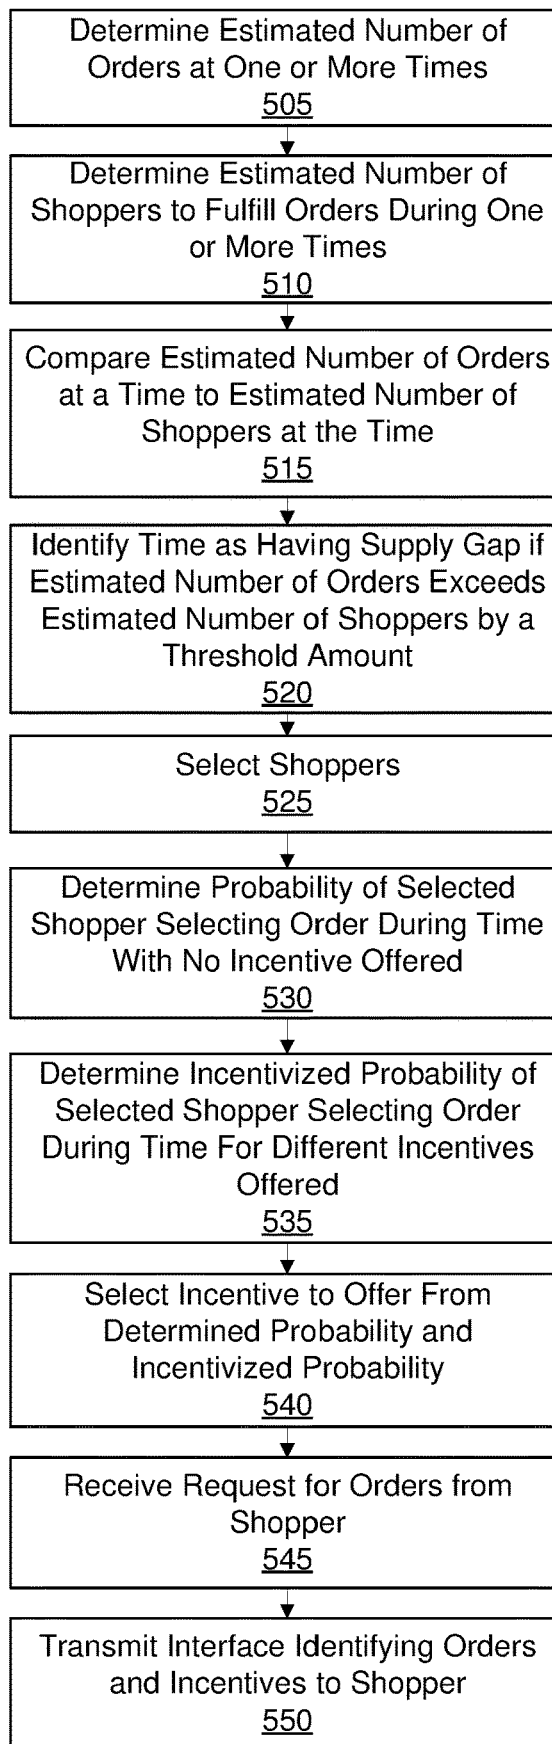 Determine Estimated Number of
Orders at One or More Times
505
Determine Estimated Number of
Shoppers to Fulfill Orders During One
or More Times
510
Compare Estimated Number of Orders
at a Time to Estimated Number of
Shoppers at the Time
515
Identify Time as Having Supply Gap if
Estimated Number of Orders Exceeds
Estimated Number of Shoppers by a
Threshold Amount
520
Select Shoppers
525
Determine Probability of Selected
Shopper Selecting Order During Time
With No Incentive Offered
530
Determine Incentivized Probability of
Selected Shopper Selecting Order
During Time For Different Incentives
Offered
535
Select Incentive to Offer From
Determined Probability and
Incentivized Probability
540
Receive Request for Orders from
Shopper
545
Transmit Interface Identifying Orders
and Incentives to Shopper
550